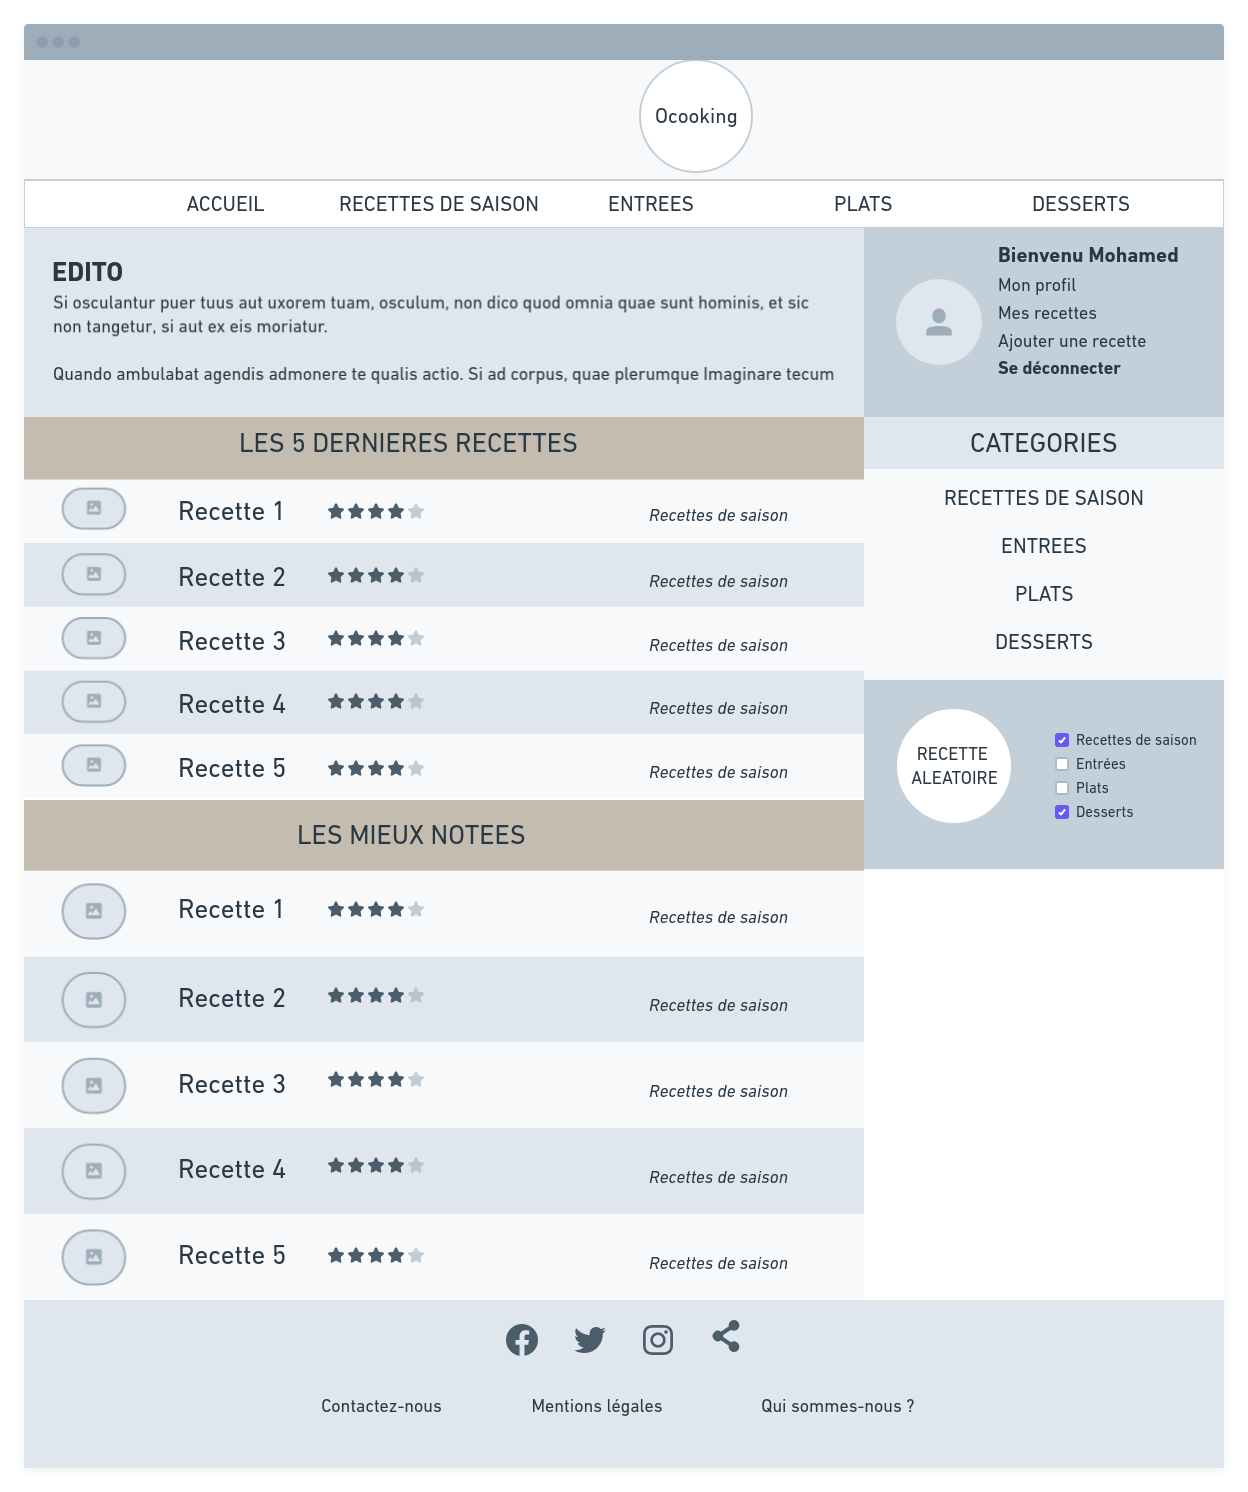 Ocooking
ACCUEIL RECETTES DE SAISON ENTREES PLATS DESSERTS
EDITO
Si osculantur puer tuus aut uxorem tuam, osculum, non dico quod omnia quae sunt hominis, et sic
non tangetur, si aut ex eis moriatur.
Quando ambulabat agendis admonere te qualis actio. Si ad corpus, quae plerumque Imaginare tecum
Bienvenu Mohamed
Mon profil
Mes recettes
Ajouter une recette
Se déconnecter
LES 5 DERNIERES RECETTES
Recette 1 Recettes de saison
Recette 2 Recettes de saison
Recette 3 Recettes de saison
Recette 4 Recettes de saison
Recette 5 Recettes de saison
CATEGORIES
RECETTES DE SAISON
ENTREES
PLATS
DESSERTS
RECETTE
ALEATOIRE
Recettes de saison
Entrées
Plats
Desserts
LES MIEUX NOTEES
Recette 1 Recettes de saison
Recette 2 Recettes de saison
Recette 3 Recettes de saison
Recette 4 Recettes de saison
Recette 5 Recettes de saison
Contactez-nous Mentions légales Qui sommes-nous ?